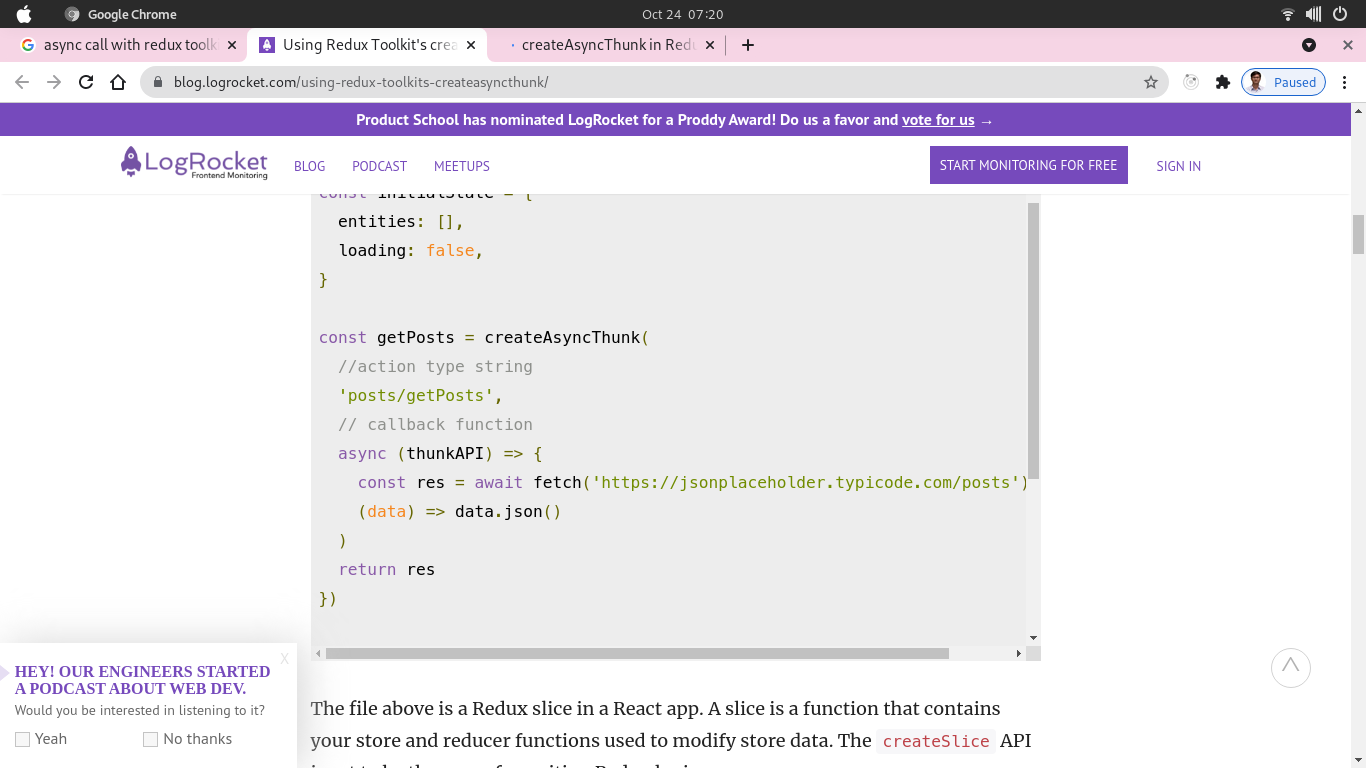 Google Chrome
Oct 24 07:20
async call with redux toolk
Using Redux Toolkit's crea
createAsyncThunk in Redu
blog.logrocket.com/using-redux-toolkits-createasyncthunk/
Paused
Product School has nominated LogRocket for a Proddy Award! Do us a favor and vote for us →
LogRocket
Frontend Monitoring
BLOG
PODCAST
MEETUPS
START MONITORING FOR FREE
SIGN IN
const initialState = {
entities: [],
loading: false,
}
const getPosts = createAsyncThunk(
//action type string
'posts/getPosts',
// callback function
async (thunkAPI) => {
const res = await fetch('https://jsonplaceholder.typicode.com/posts')
(data) => data.json()
)
return res
})
HEY! OUR ENGINEERS STARTED
A PODCAST ABOUT WEB DEV.
X
Would you be interested in listening to it?
Yeah
No thanks
The file above is a Redux slice in a React app. A slice is a function that contains
your store and reducer functions used to modify store data. The createSlice API